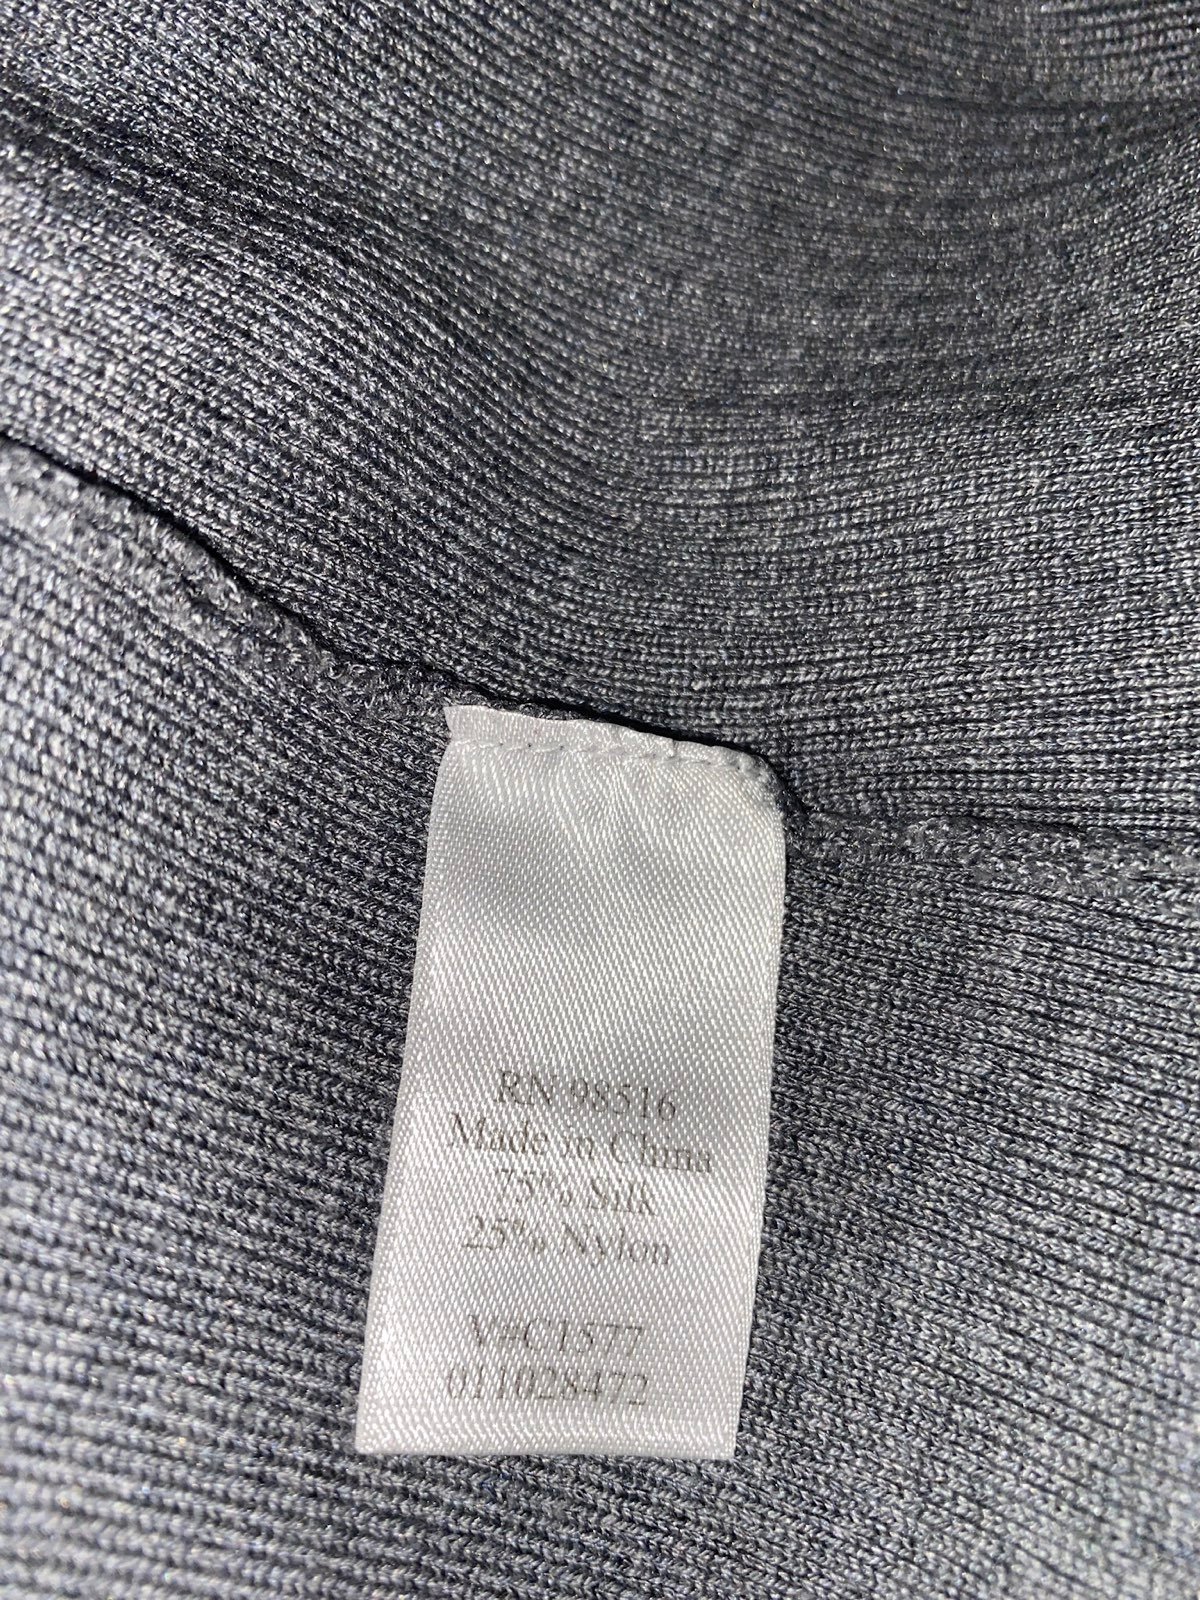 RN 98516
Made in China
75% Silk
25% Nylon
V=C1577
011028472